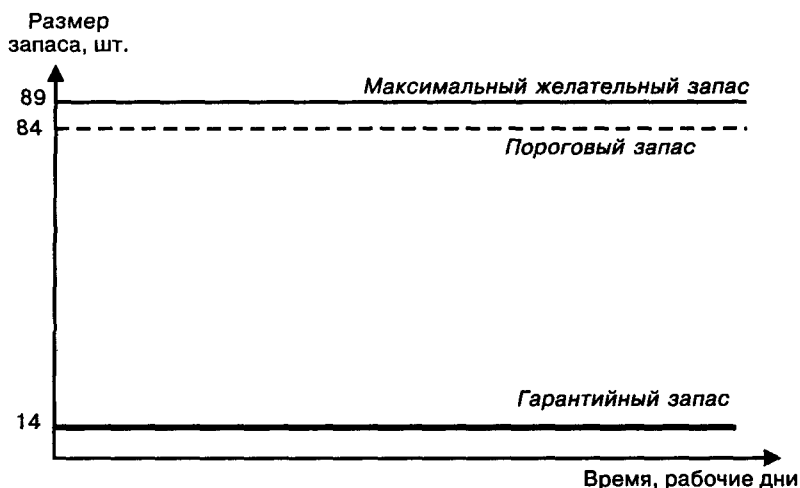 Размер
запаса, шт.
89
Максимальный желательный запас
84
Пороговый запас
14
Гарантийный запас
Время, рабочие дни